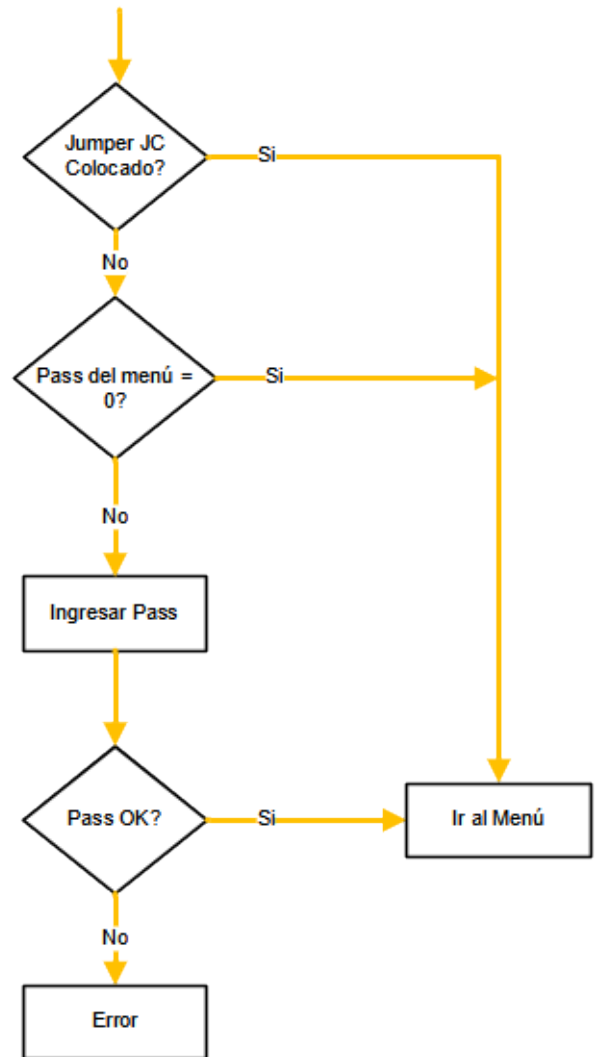 Jumper JC
Colocado?
Si
No
Pass del menú =
0?
Si
No
Ingresar Pass
Pass OK?
Si
Ir al Menú
No
Error